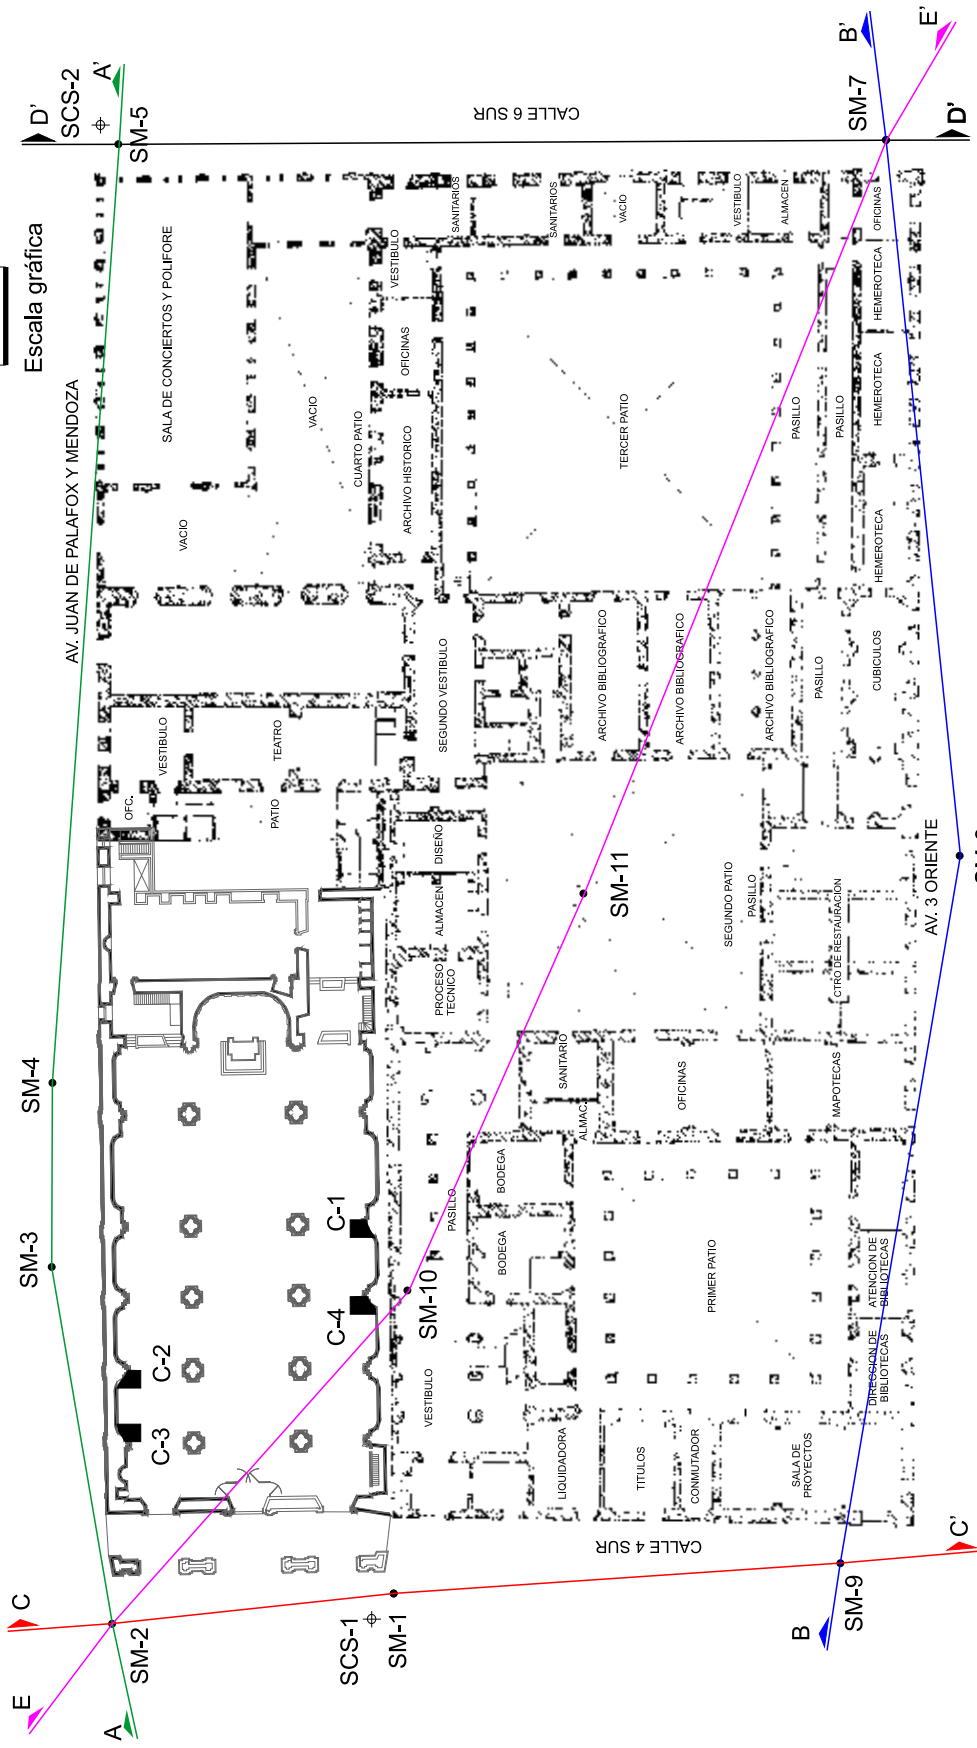 Escala gráfica
AV. JUAN DE PALAFOX Y MENDOZA
E
A
SM-2
C
SM-3
SM-4
SM-5
SCS-2
A'
D'
C-3
C-2
C-4
C-1
OFC.
VESTIBULO
PATIO
TEATRO
VACIO
SALA DE CONCIERTOS Y POLIFORE
VACIO
CUARTO PATIO
CALLE 6 SUR
SCS-1
SM-1
SM-10
VESTIBULO
PASILLO
PROCESO
TECNICO
ALMACEN
DISEÑO
SEGUNDO VESTIBULO
ARCHIVO HISTORICO
OFICINAS
VESTIBULO
SANITARIOS
SANITARIOS
VACIO
VESTIBULO
ALMACEN
BODEGA
BODEGA
ALMAC.
SANITARIO
OFICINAS
SM-11
SEGUNDO PATIO
PASILLO
ARCHIVO BIBLIOGRAFICO
ARCHIVO BIBLIOGRAFICO
ARCHIVO BIBLIOGRAFICO
TERCER PATIO
PASILLO
PASILLO
PASILLO
LIQUIDADORA
TITULOS
CONMUTADOR
SALA DE
PROYECTOS
PRIMER PATIO
CALLE 4 SUR
MAPOTECAS
CTRO DE RESTAURACION
CUBICULOS
HEMEROTECA
HEMEROTECA
HEMEROTECA
OFICINAS
DIRECCION DE
BIBLIOTECAS
ATENCION DE
BIBLIOTECAS
AV. 3 ORIENTE
B
SM-9
C'
SM-7
B'
E'
D'